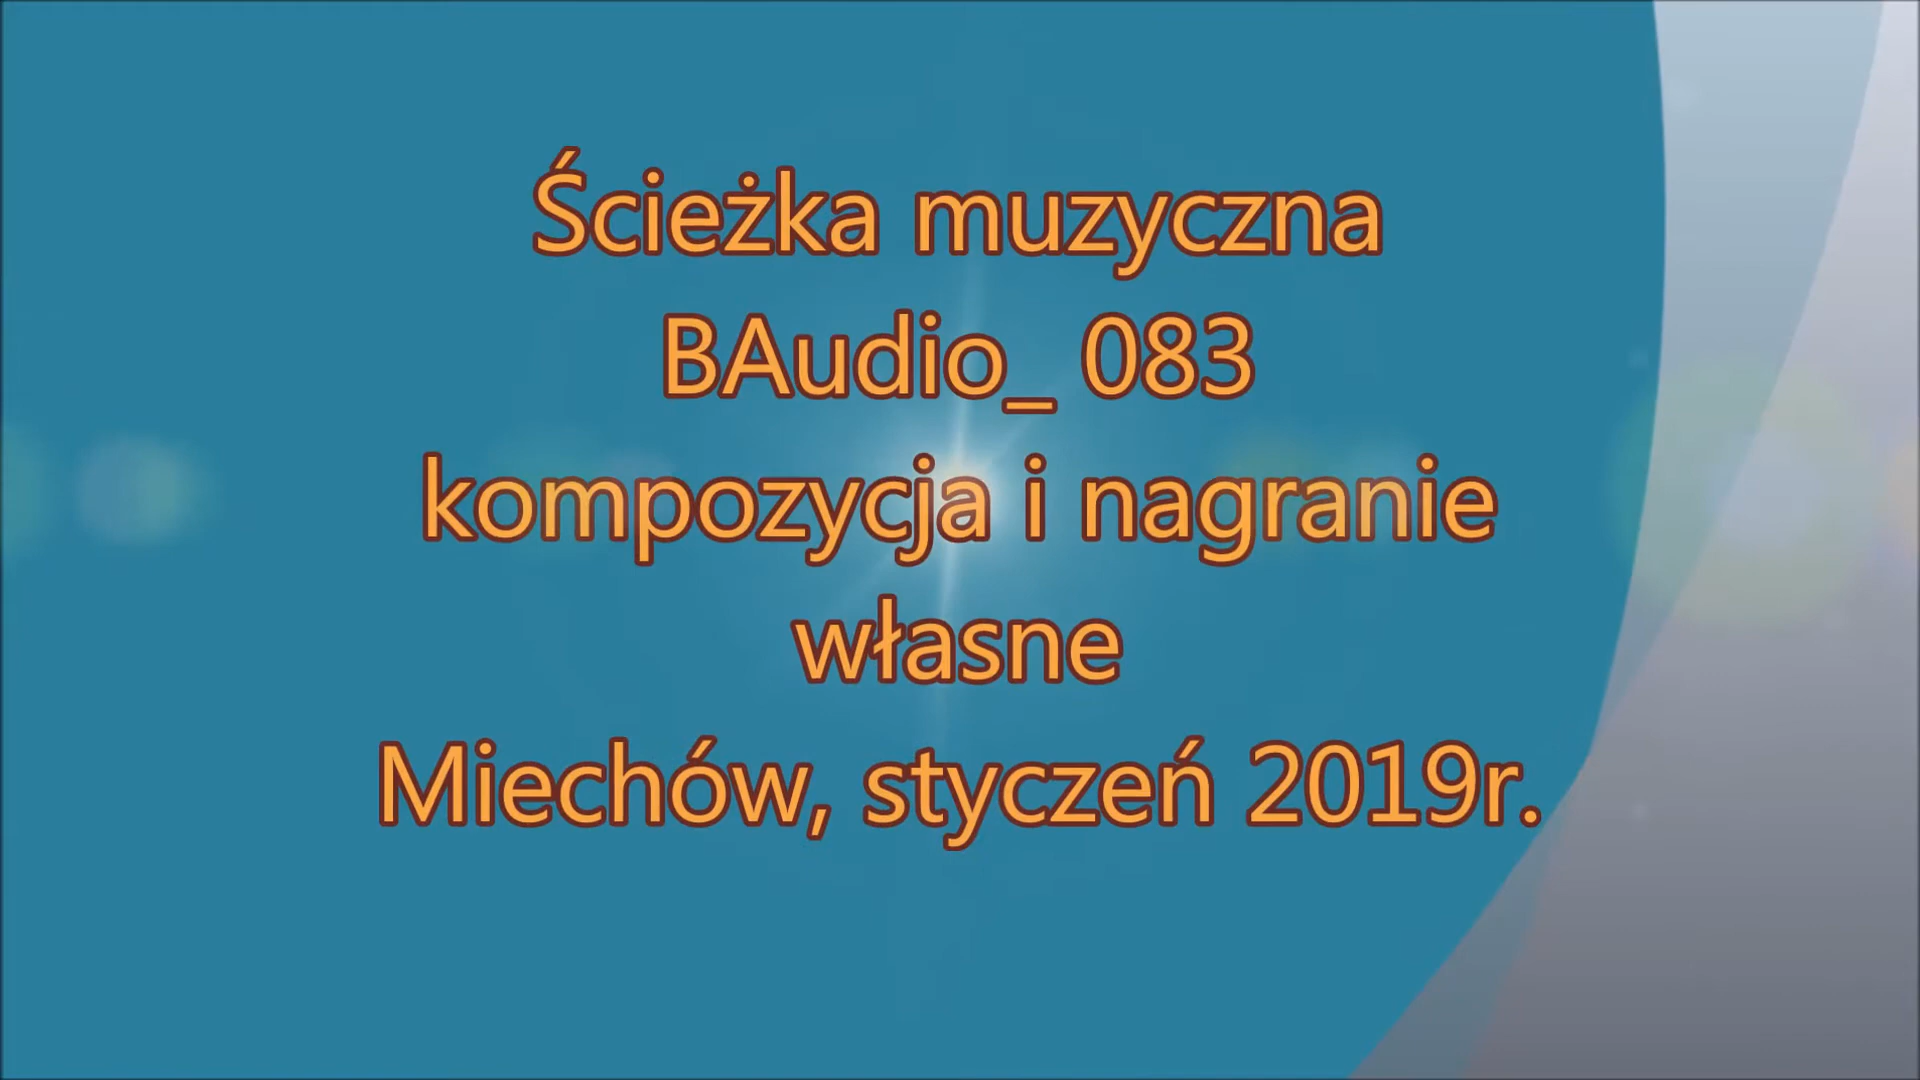 Ścieżka muzyczna
BAudio_ 083
kompozycja i nagranie
własne
Miechów, styczeń 2019r.